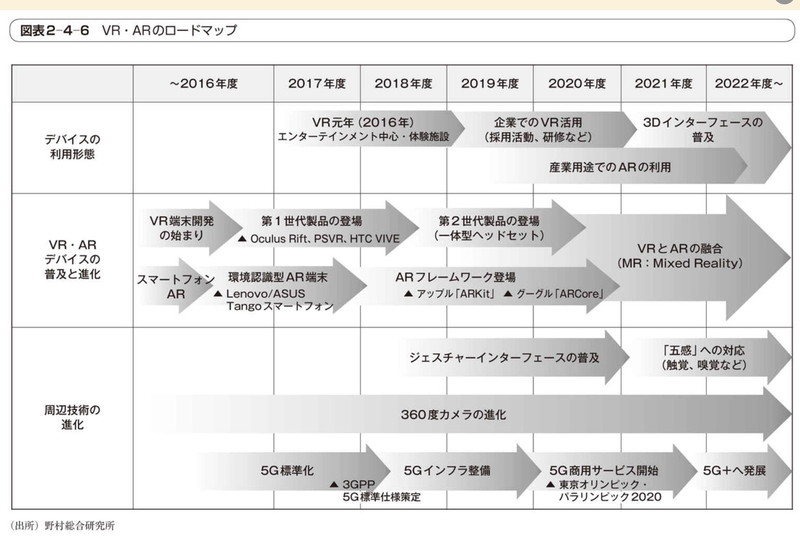 図表2-4-6 VR・ARのロードマップ
～2016年度 2017年度 2018年度 2019年度 2020年度 2021年度 2022年度～
デバイスの
利用形態
VR元年（2016年）
エンターテインメント中心・体験施設
企業でのVR活用
（採用活動、研修など）
3Dインターフェースの
普及
産業用途でのARの利用
VR・AR
デバイスの
普及と進化
VR端末開発
の始まり
第1世代製品の登場
▲ Oculus Rift、PSVR、HTC VIVE
第2世代製品の登場
（一体型ヘッドセット）
VRとARの融合
（MR：Mixed Reality）
スマートフォン
AR
環境認識型AR端末
▲ Lenovo/ASUS
Tangoスマートフォン
ARフレームワーク登場
▲ アップル「ARKit」 ▲ グーグル「ARCore」
周辺技術の
進化
ジェスチャーインターフェースの普及
「五感」への対応
（触覚、嗅覚など）
360度カメラの進化
5G標準化
▲ 3GPP
5G標準仕様策定
5Gインフラ整備
5G商用サービス開始
▲ 東京オリンピック・
パラリンピック2020
5G＋へ発展
（出所）野村総合研究所